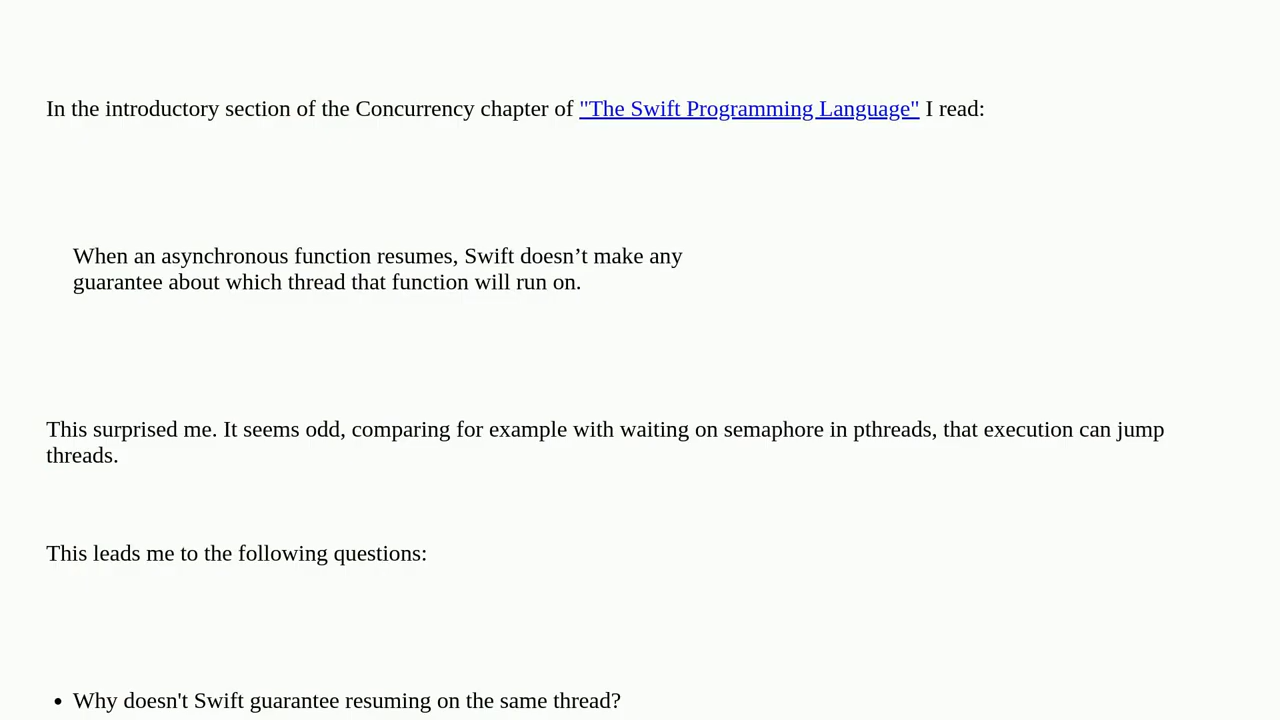 In the introductory section of the Concurrency chapter of "The Swift Programming Language" I read:
When an asynchronous function resumes, Swift doesn’t make any
guarantee about which thread that function will run on.
This surprised me. It seems odd, comparing for example with waiting on semaphore in pthreads, that execution can jump
threads.
This leads me to the following questions:
• Why doesn't Swift guarantee resuming on the same thread?